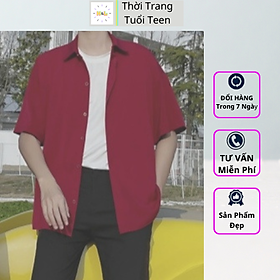 Thời Trang
Tuổi Teen
ĐỔI HÀNG
Trong 7 Ngày
TƯ VẤN
Miễn Phí
Sản Phẩm
Đẹp